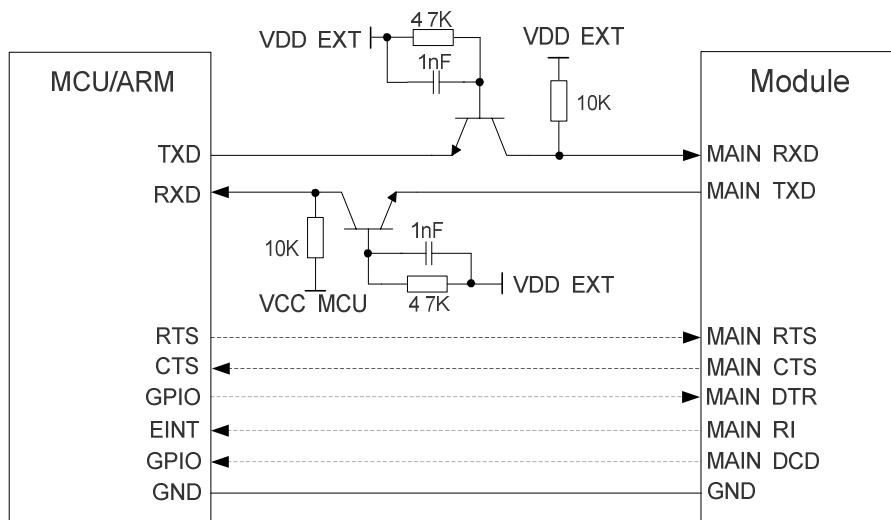 4 7K
VDD EXT
1nF
VDD EXT
10K
MCU/ARM
Module
TXD
MAIN RXD
RXD
MAIN TXD
10K
1nF
VCC MCU
4 7K
VDD EXT
RTS
MAIN RTS
CTS
MAIN CTS
GPIO
MAIN DTR
EINT
MAIN RI
GPIO
MAIN DCD
GND
GND